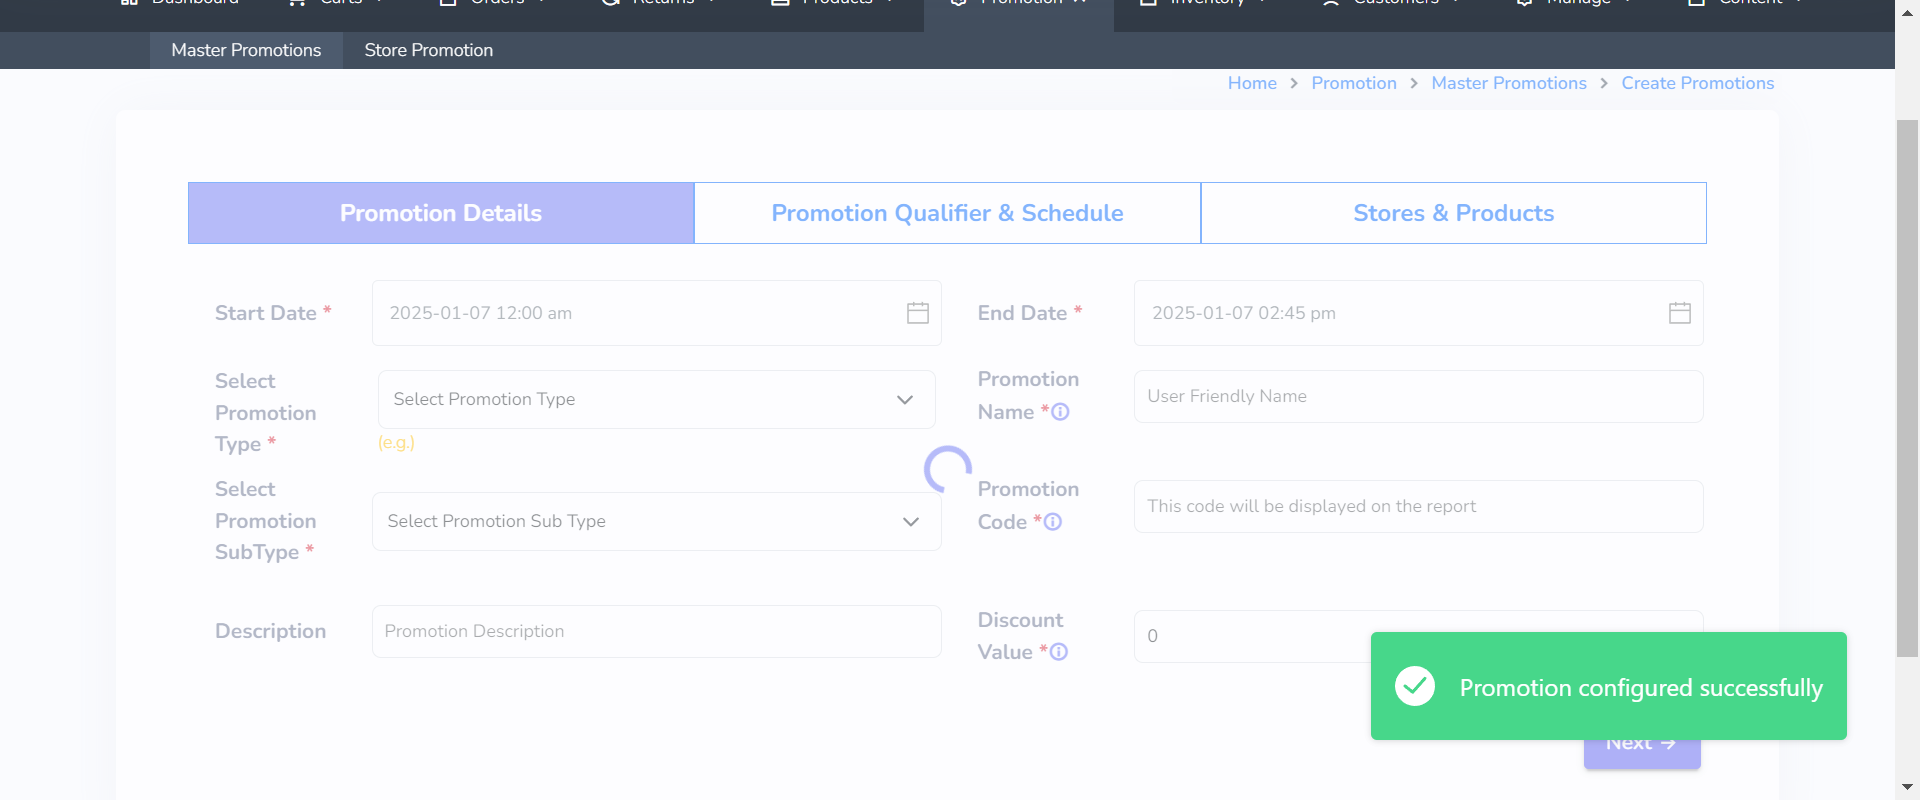 Dashboard Carts Orders Returns Products Promotion Inventory Customers Manage Content
Master Promotions Store Promotion
Home > Promotion > Master Promotions > Create Promotions
Promotion Details Promotion Qualifier & Schedule Stores & Products
Start Date * 2025-01-07 12:00 am End Date * 2025-01-07 02:45 pm
Select Promotion Type * Select Promotion Type
(e.g.)
Promotion Name * User Friendly Name
Select Promotion SubType * Select Promotion Sub Type
Promotion Code * This code will be displayed on the report
Description Promotion Description
Discount Value * 0
Promotion configured successfully
Next →